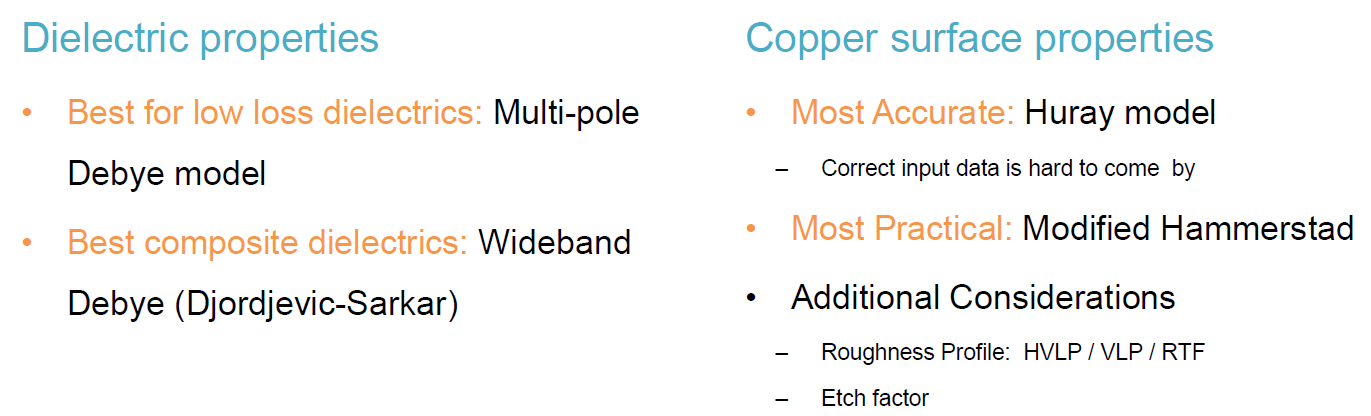 Dielectric properties
• Best for low loss dielectrics: Multi-pole
Debye model
• Best composite dielectrics: Wideband
Debye (Djordjevic-Sarkar)
Copper surface properties
• Most Accurate: Huray model
– Correct input data is hard to come by
• Most Practical: Modified Hammerstad
• Additional Considerations
– Roughness Profile: HVLP / VLP / RTF
– Etch factor